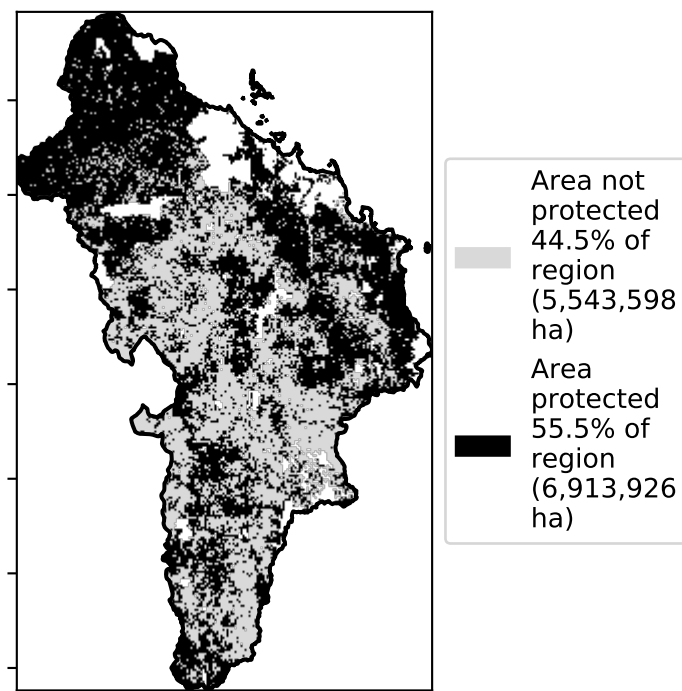 Area not
protected
44.5% of
region
(5,543,598
ha)
Area
protected
55.5% of
region
(6,913,926
ha)